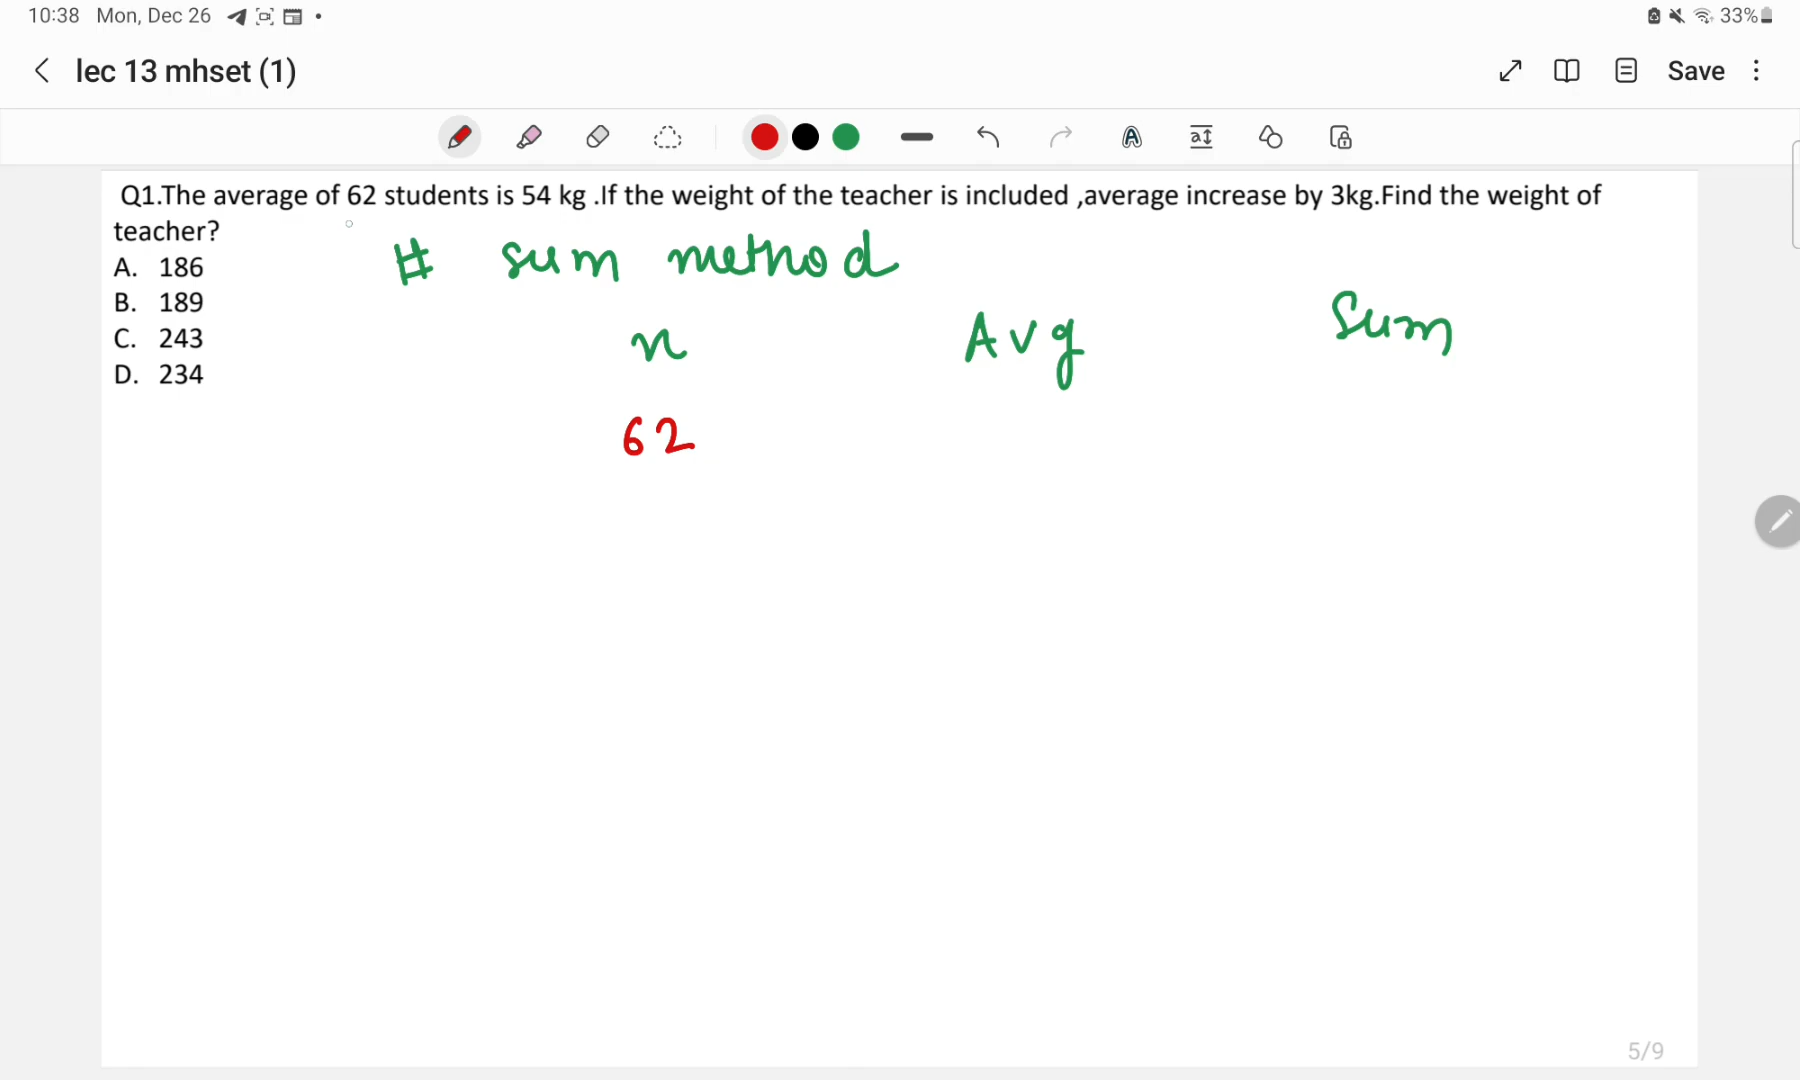 10:38 Mon, Dec 26 33%
lec 13 mhset (1) Save
Q1.The average of 62 students is 54 kg .If the weight of the teacher is included ,average increase by 3kg.Find the weight of
teacher?
# sum method
A. 186
B. 189
n Avg Sum
C. 243
D. 234
62
5/9